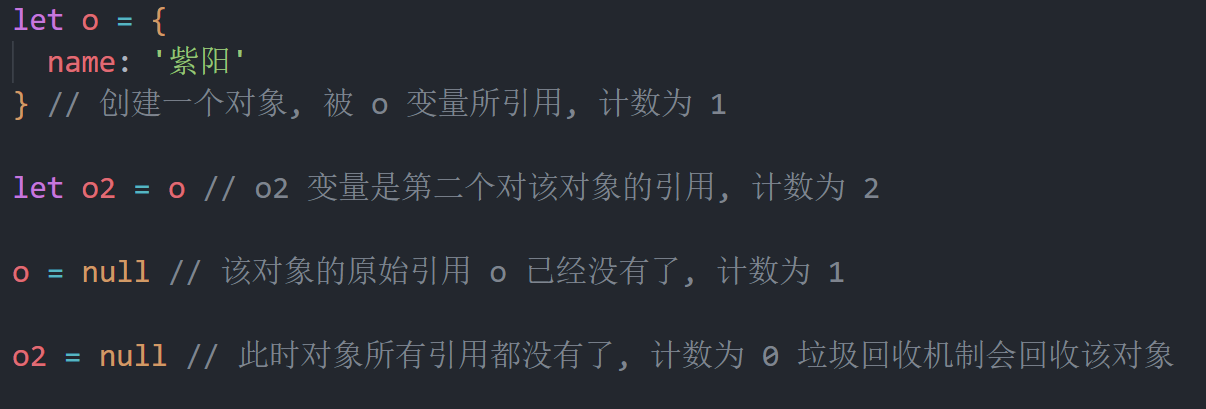 let o = {
  name: '紫阳'
} // 创建一个对象, 被 o 变量所引用, 计数为 1
let o2 = o // o2 变量是第二个对该对象的引用, 计数为 2
o = null // 该对象的原始引用 o 已经没有了, 计数为 1
o2 = null // 此时对象所有引用都没有了, 计数为 0 垃圾回收机制会回收该对象